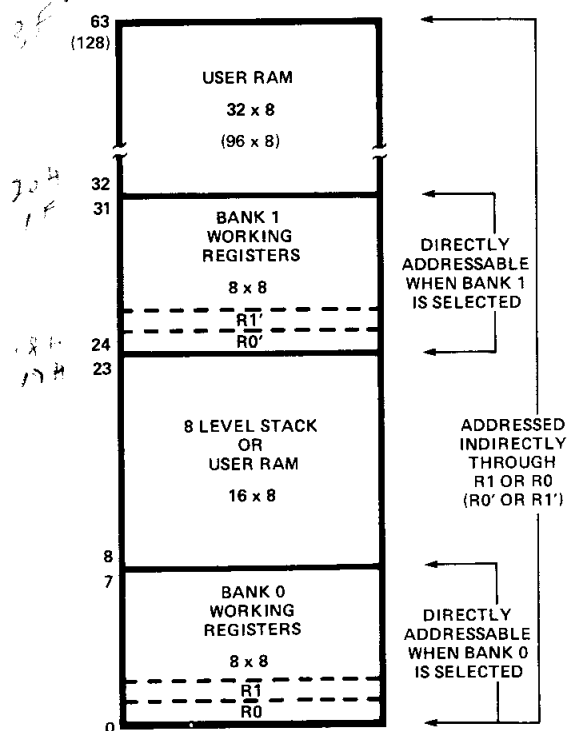 63
(128)
USER RAM
32 x 8
(96 x 8)
20H
32
1F
31
BANK 1
WORKING
REGISTERS
8 x 8
R1'
R0'
DIRECTLY
ADDRESSABLE
WHEN BANK 1
IS SELECTED
24
17H
23
8 LEVEL STACK
OR
USER RAM
16 x 8
ADDRESSED
INDIRECTLY
THROUGH
R1 OR R0
(R0' OR R1')
8
7
BANK 0
WORKING
REGISTERS
8 x 8
R1
R0
DIRECTLY
ADDRESSABLE
WHEN BANK 0
IS SELECTED
0